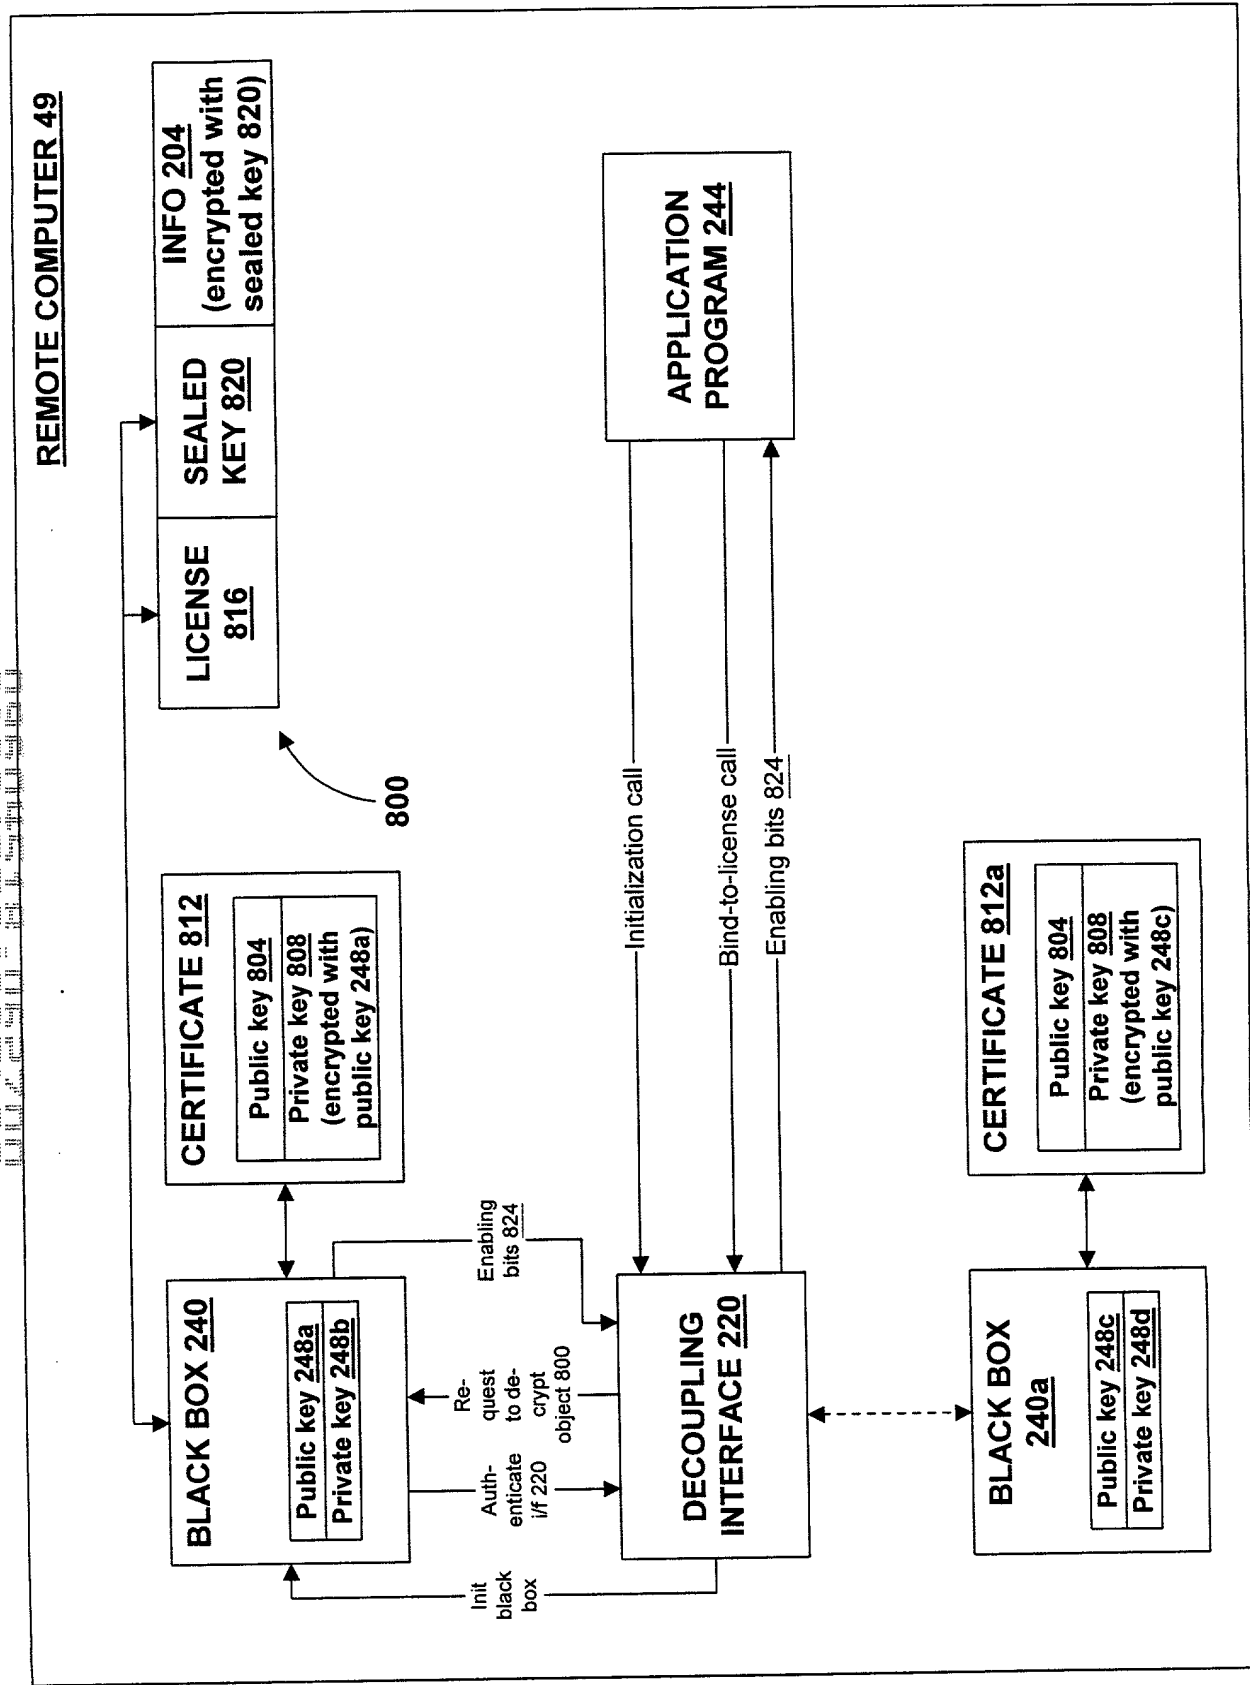 REMOTE COMPUTER 49
BLACK BOX 240
Public key 248a
Private key 248b
CERTIFICATE 812
Public key 804
Private key 808
(encrypted with
public key 248a)
800
LICENSE
816
SEALED
KEY 820
INFO 204
(encrypted with
sealed key 820)
Init
black
box
Auth-
enticate
i/f 220
Re-
quest
to de-
crypt
object 800
Enabling
bits 824
DECOUPLING
INTERFACE 220
Initialization call
Bind-to-license call
Enabling bits 824
APPLICATION
PROGRAM 244
BLACK BOX
240a
Public key 248c
Private key 248d
CERTIFICATE 812a
Public key 804
Private key 808
(encrypted with
public key 248c)